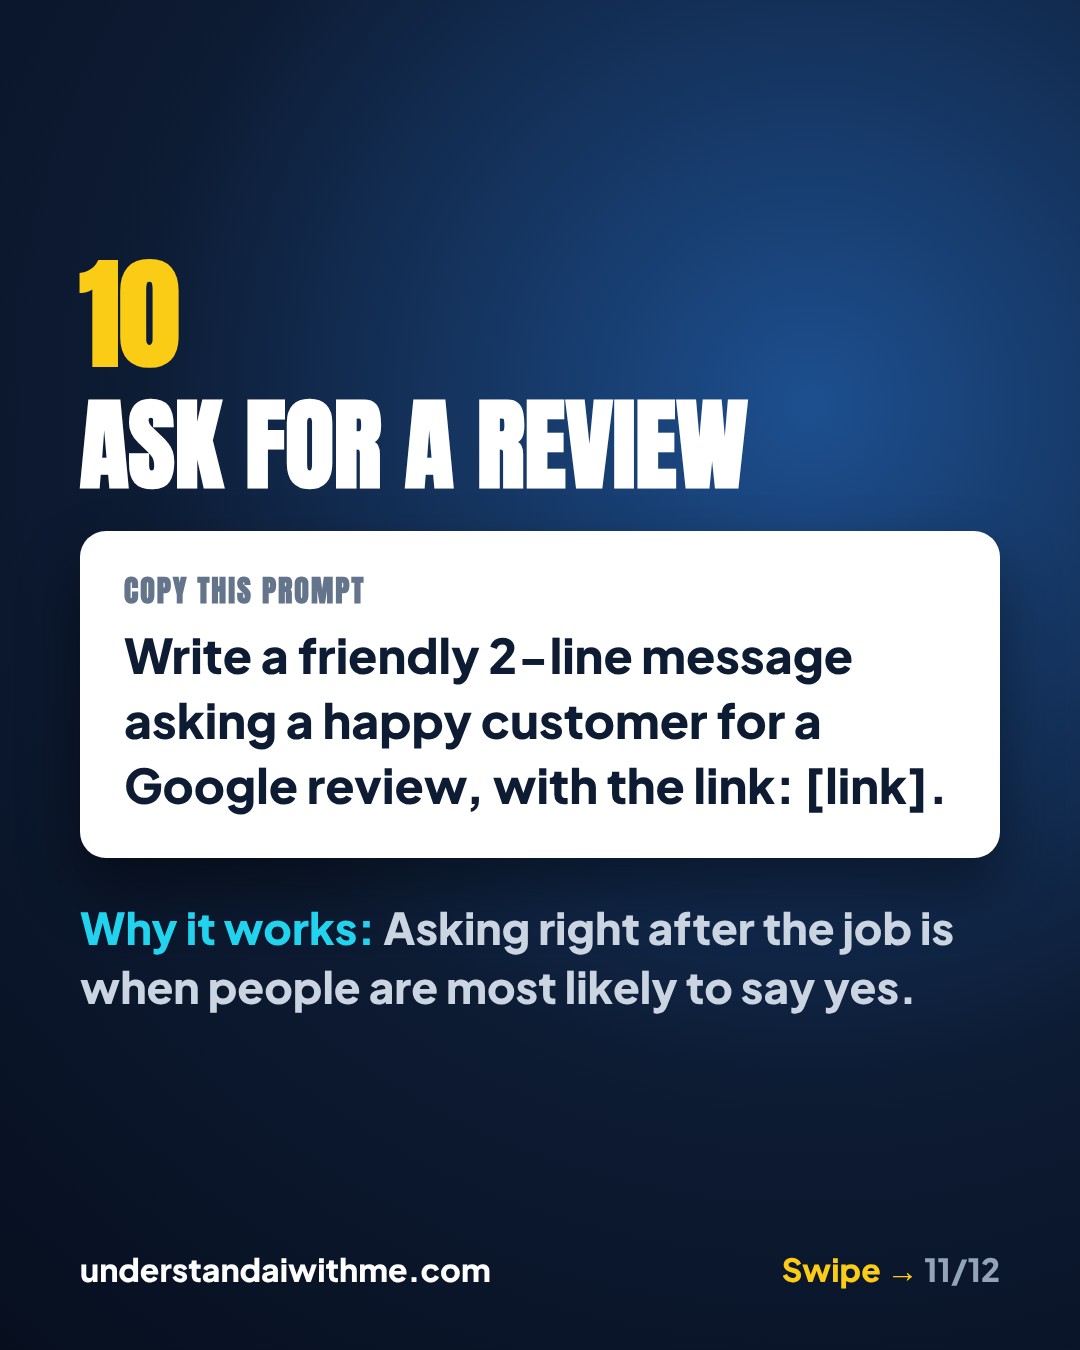 10
ASK FOR A REVIEW
COPY THIS PROMPT
Write a friendly 2-line message
asking a happy customer for a
Google review, with the link: [link].
Why it works: Asking right after the job is
when people are most likely to say yes.
understandaiwithme.com
Swipe → 11/12